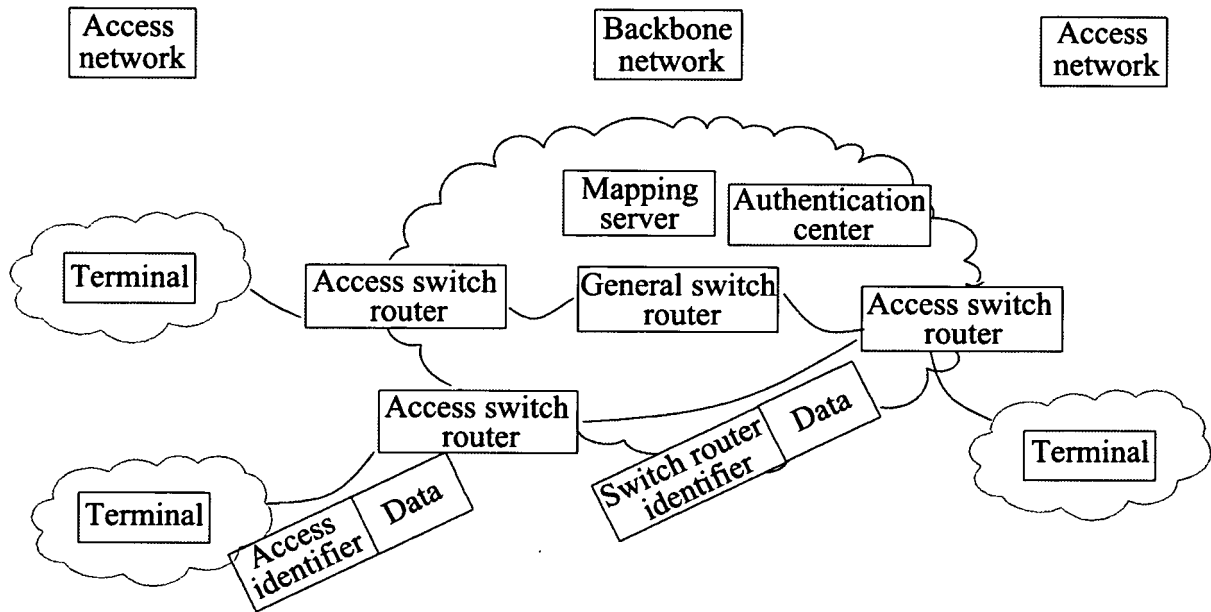 Access
network
Backbone
network
Access
network
Mapping
server
Authentication
center
Terminal
Access switch
router
General switch
router
Access switch
router
Access switch
router
Switch router
identifier
Data
Terminal
Terminal
Access
identifier
Data